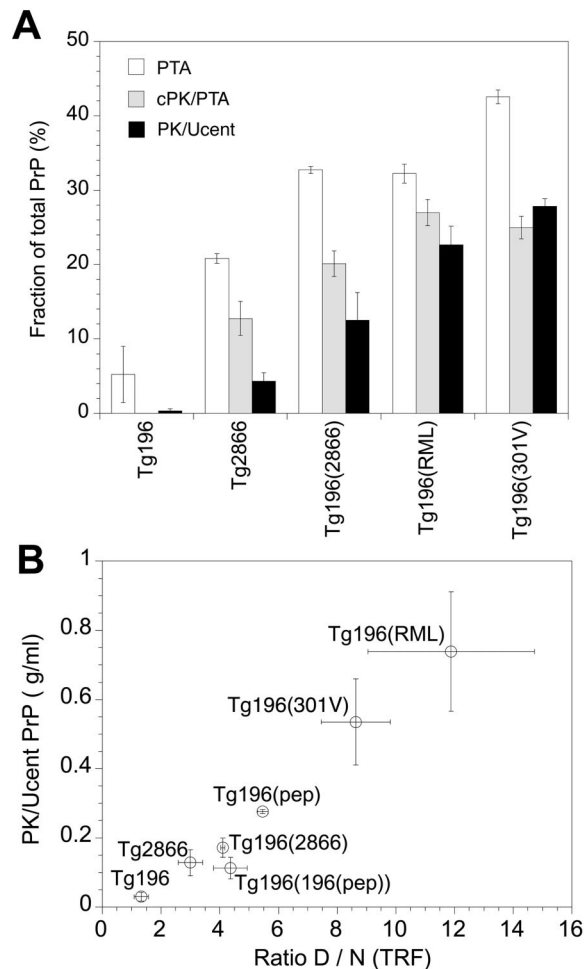 A
Fraction of total PrP (%)
50
40
30
20
10
0
PTA
cPK/PTA
PK/Ucent
Tg196
Tg2866
Tg196(2866)
Tg196(RML)
Tg196(301V)
B
PK/Ucent PrP ( g/ml)
1
0.8
0.6
0.4
0.2
0
Tg196(RML)
Tg196(301V)
Tg196(pep)
Tg2866
Tg196(2866)
Tg196
Tg196(196(pep))
0 2 4 6 8 10 12 14 16
Ratio D / N (TRF)